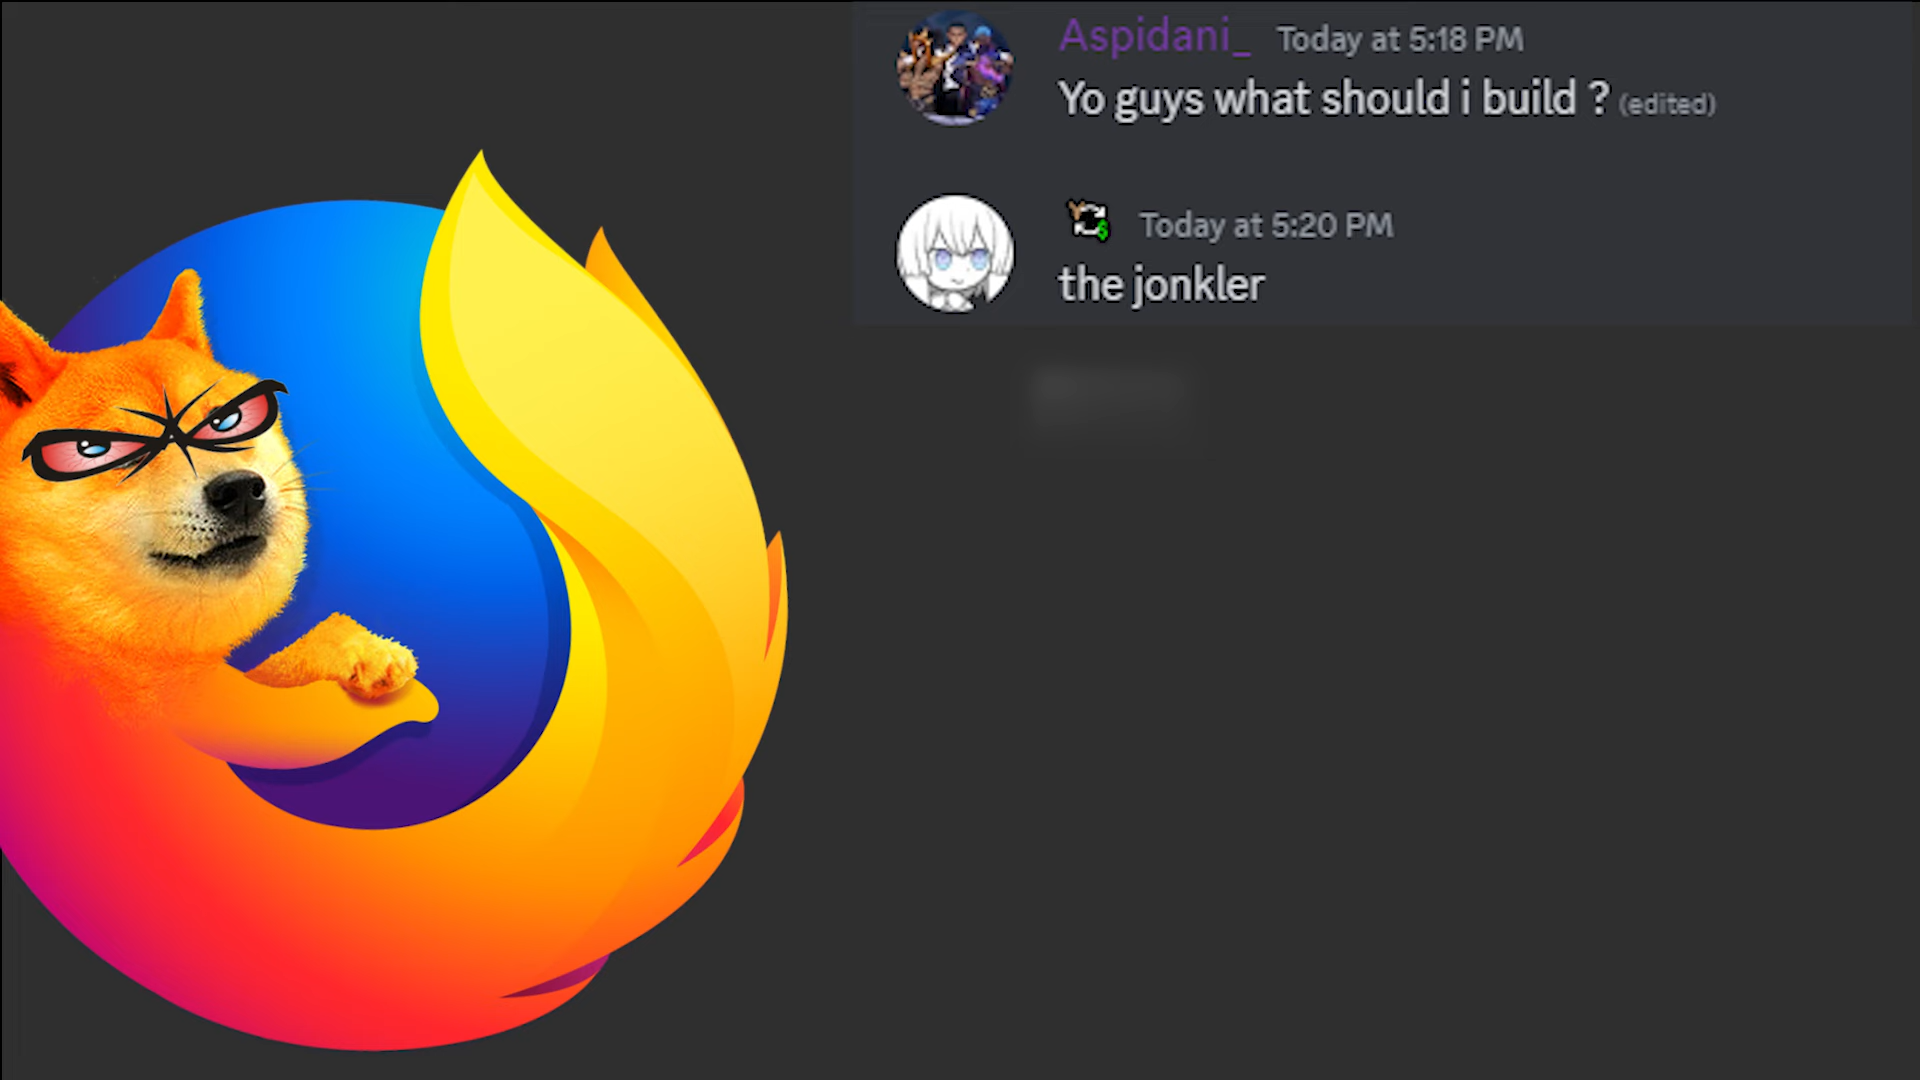 Aspidani_ Today at 5:18 PM
Yo guys what should i build ? (edited)
Today at 5:20 PM
the jonkler